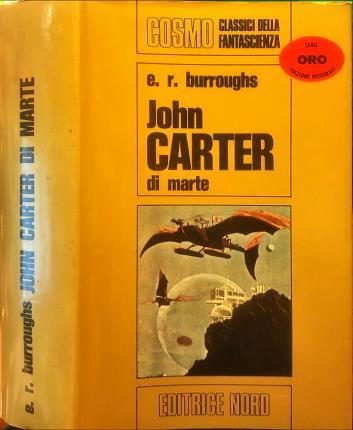 COSMO CLASSICI DELLA
FANTASCIENZA
SERIE
ORO
EDIZIONE INTEGRALE
e. r. burroughs
John
CARTER
di marte
EDITRICE NORD
e. r. burroughs JOHN CARTER DI MARTE